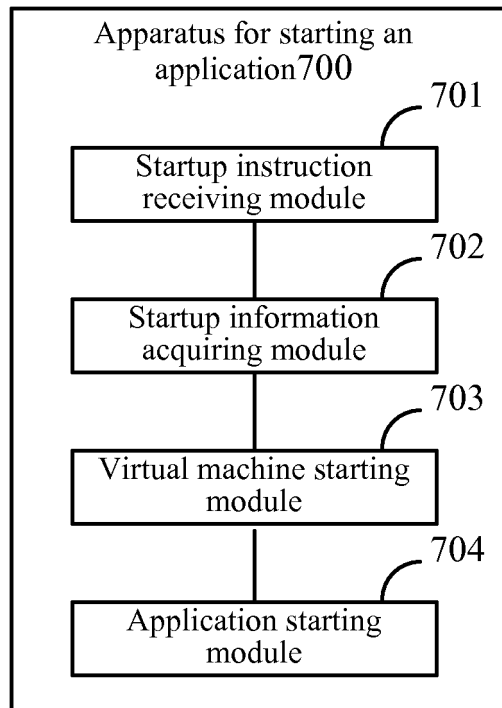 Apparatus for starting an
application700
701
Startup instruction
receiving module
702
Startup information
acquiring module
703
Virtual machine starting
module
704
Application starting
module